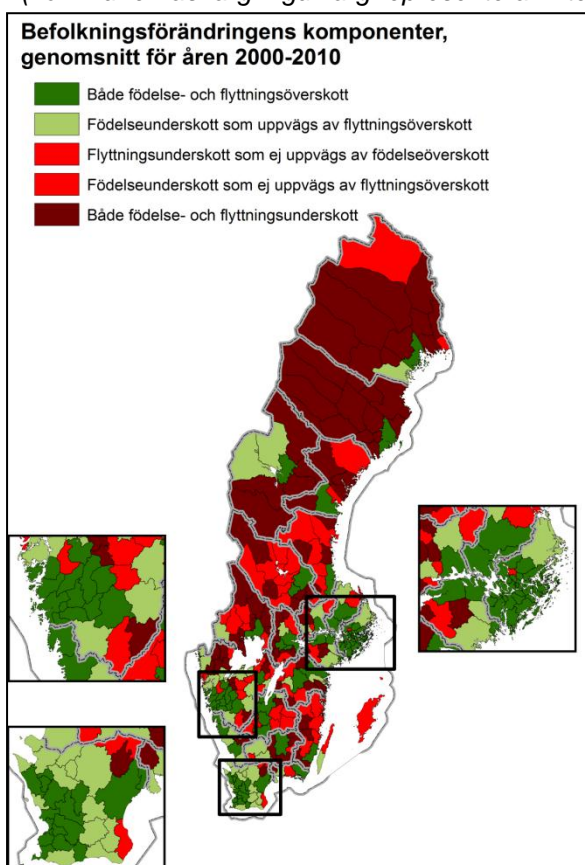 Befolkningsförändringens komponenter,
genomsnitt för åren 2000-2010
Både födelse- och flyttningsöverskott
Födelseunderskott som uppvägs av flyttningsöverskott
Flyttningsunderskott som ej uppvägs av födelseöverskott
Födelseunderskott som ej uppvägs av flyttningsöverskott
Både födelse- och flyttningsunderskott